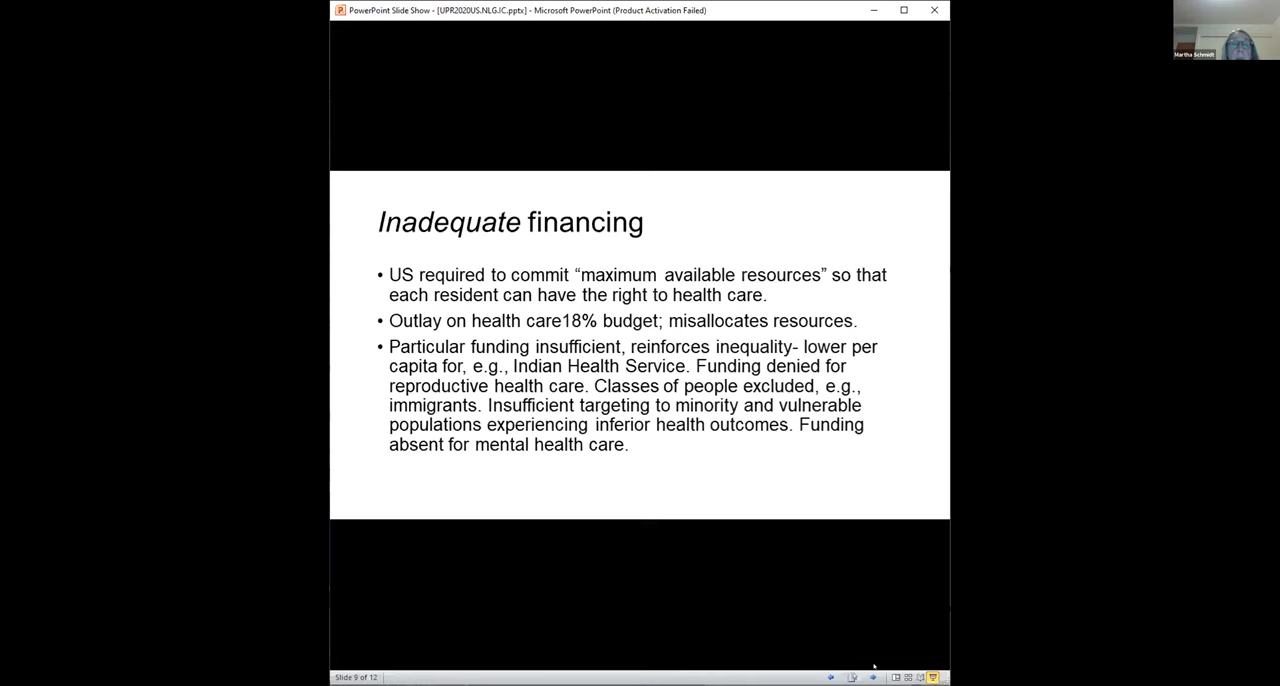 PowerPoint Slide Show - [UPR2020US.NLG.IC.pptx] - Microsoft PowerPoint (Product Activation Failed)
Martha Schmidt
Inadequate financing
• US required to commit “maximum available resources” so that
each resident can have the right to health care.
• Outlay on health care18% budget; misallocates resources.
• Particular funding insufficient, reinforces inequality- lower per
capita for, e.g., Indian Health Service. Funding denied for
reproductive health care. Classes of people excluded, e.g.,
immigrants. Insufficient targeting to minority and vulnerable
populations experiencing inferior health outcomes. Funding
absent for mental health care.
Slide 9 of 12